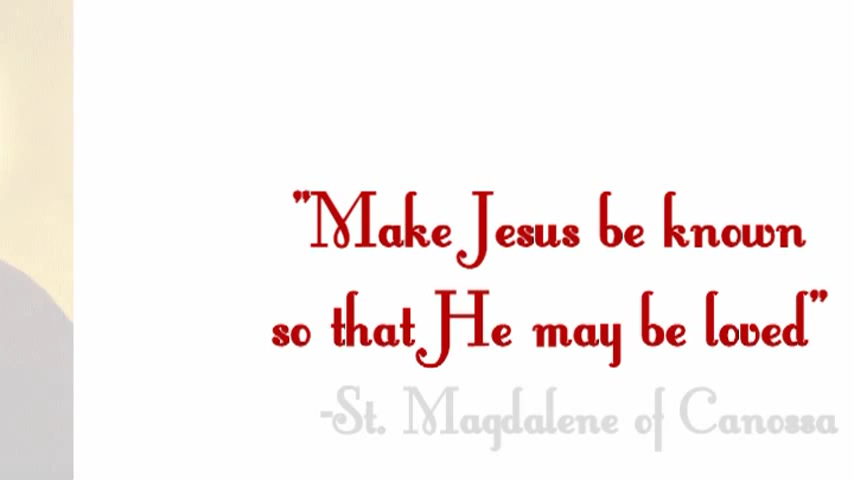 "Make Jesus be known
so that He may be loved"
-St. Magdalene of Canossa